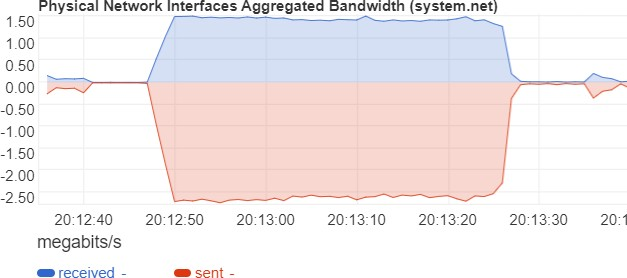 Physical Network Interfaces Aggregated Bandwidth (system.net)
1.50
1.00
0.50
0.00
-0.50
-1.00
-1.50
-2.00
-2.50
20:12:40 20:12:50 20:13:00 20:13:10 20:13:20 20:13:30 20:1
megabits/s
received - sent -